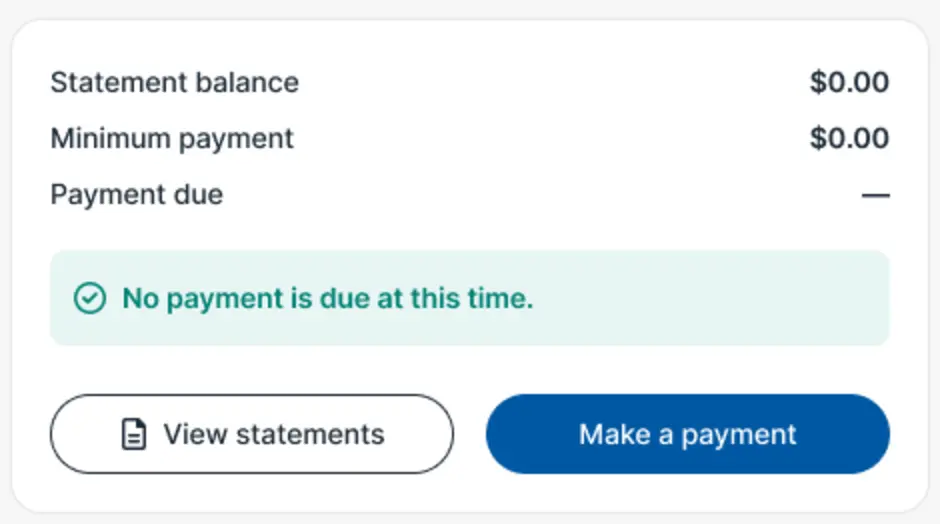 Statement balance $0.00
Minimum payment $0.00
Payment due —
No payment is due at this time.
View statements Make a payment